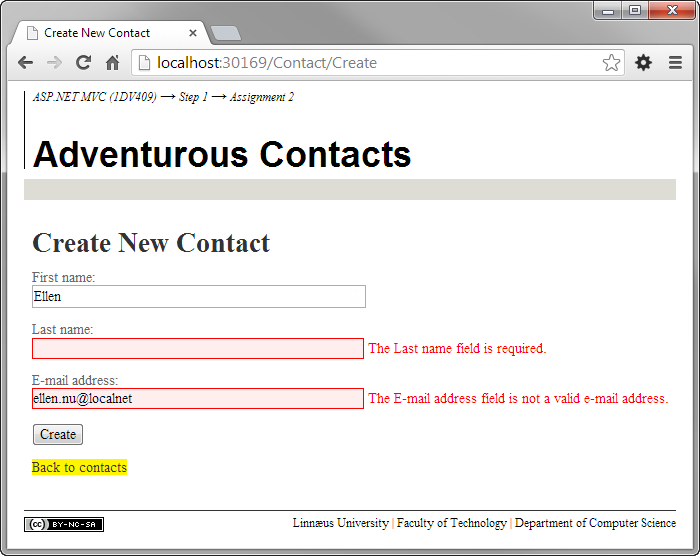 Create New Contact
localhost:30169/Contact/Create
ASP.NET MVC (1DV409) → Step 1 → Assignment 2
Adventurous Contacts
Create New Contact
First name:
Ellen
Last name:
The Last name field is required.
E-mail address:
ellen.nu@localnet The E-mail address field is not a valid e-mail address.
Create
Back to contacts
(cc) BY-NC-SA Linnæus University | Faculty of Technology | Department of Computer Science